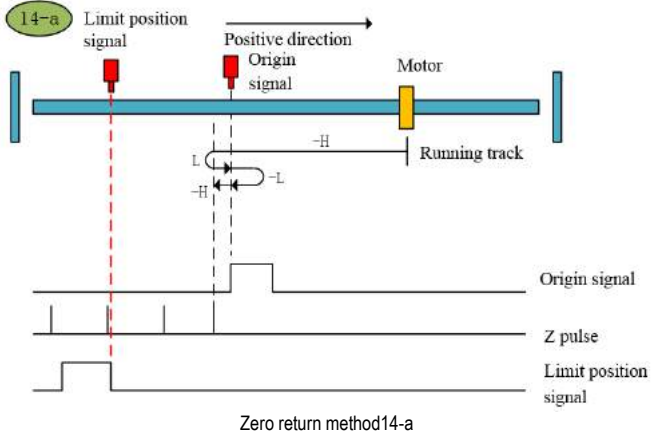 14-a
Limit position
signal
Positive direction
Origin
signal
Motor
-H
Running track
L
-L
-H
Origin signal
Z pulse
Limit position
signal
Zero return method14-a